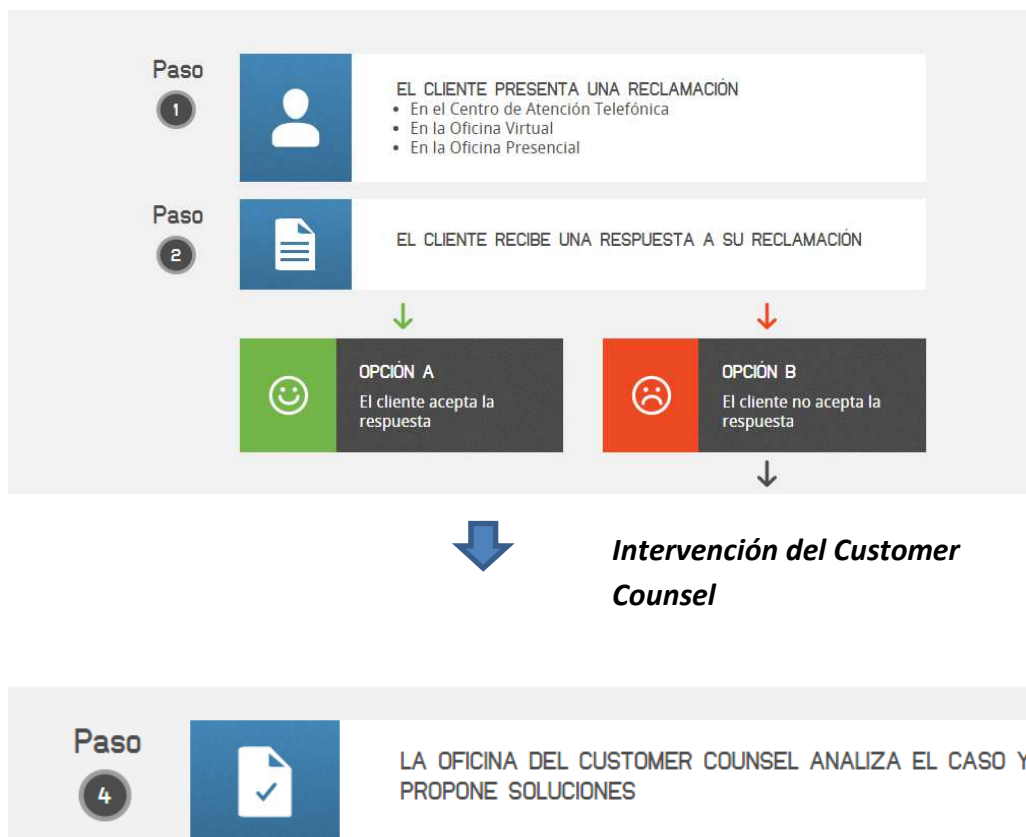 Paso
1
EL CLIENTE PRESENTA UNA RECLAMACIÓN
• En el Centro de Atención Telefónica
• En la Oficina Virtual
• En la Oficina Presencial
Paso
2
EL CLIENTE RECIBE UNA RESPUESTA A SU RECLAMACIÓN
OPCIÓN A
El cliente acepta la
respuesta
OPCIÓN B
El cliente no acepta la
respuesta
Intervención del Customer
Counsel
Paso
4
LA OFICINA DEL CUSTOMER COUNSEL ANALIZA EL CASO Y
PROPONE SOLUCIONES